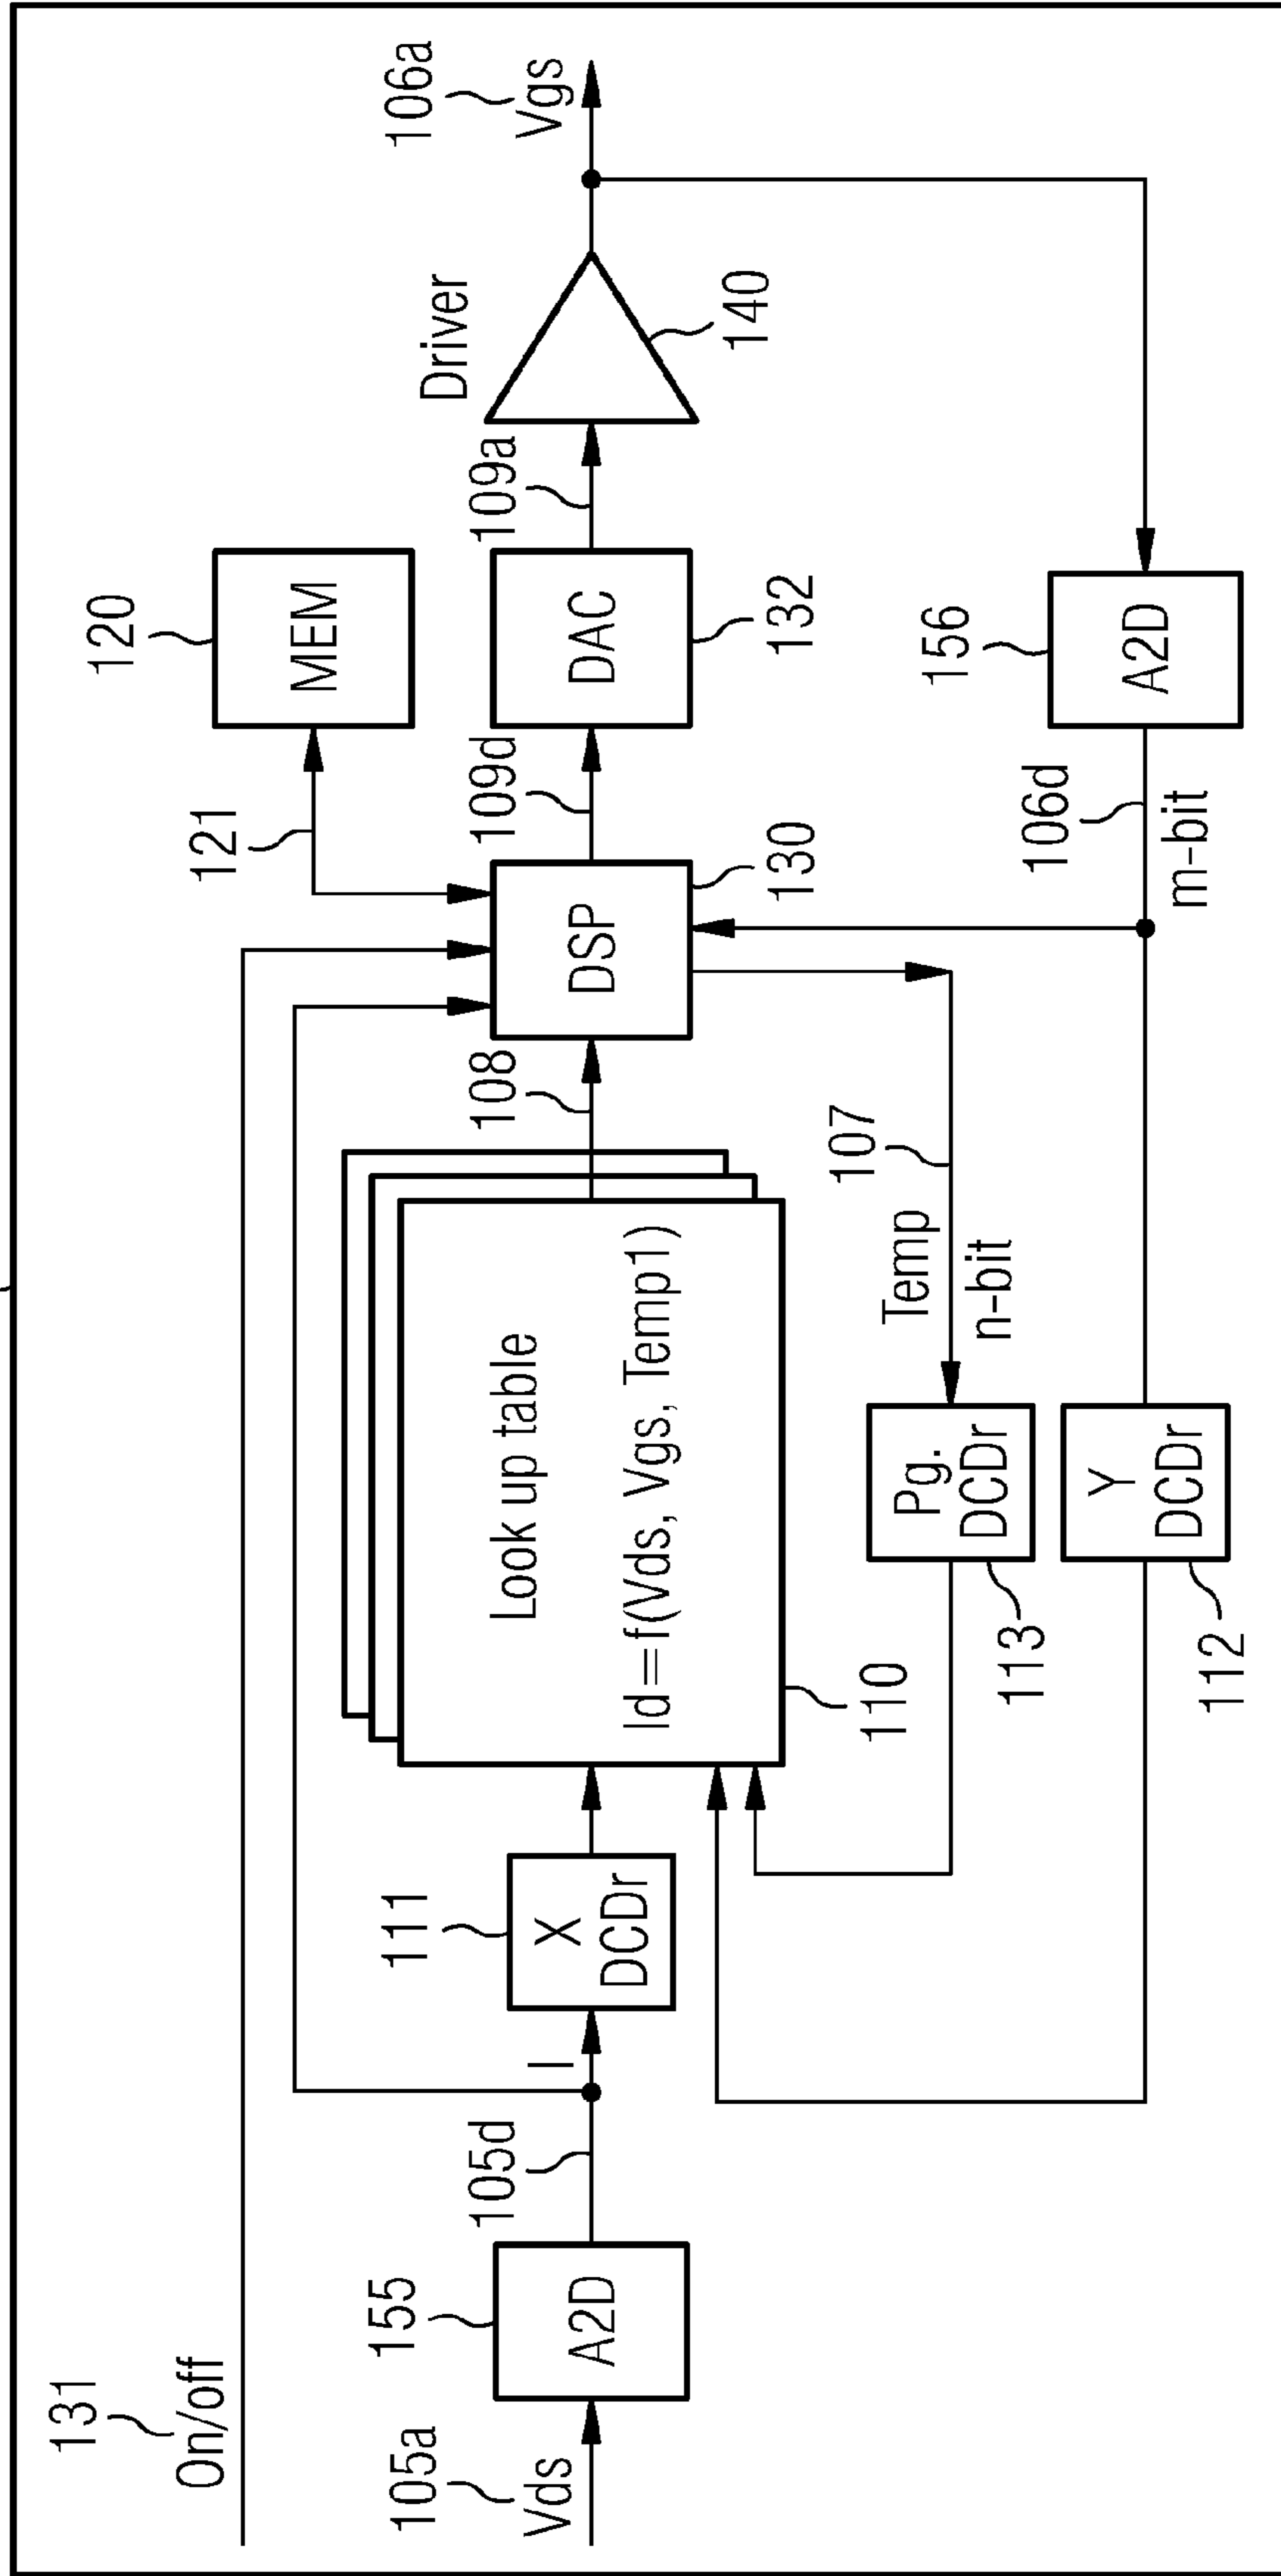 131
On/off
105a
Vds
155
A2D
105d
I
111
X
DCDr
Look up table
Id=f(Vds, Vgs, Temp1)
110
108
121
120
MEM
DSP
130
109d
DAC
132
109a
Driver
140
106a
Vgs
107
Temp
n-bit
Pg.
DCDr
113
Y
DCDr
112
106d
m-bit
156
A2D